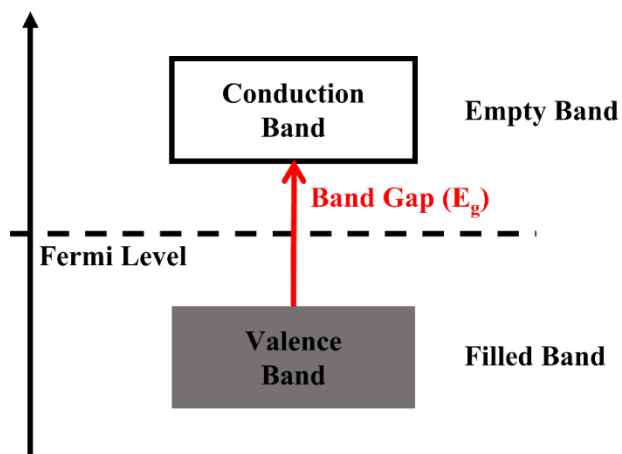 Conduction
Band
Empty Band
Band Gap (Eg)
Fermi Level
Valence
Band
Filled Band